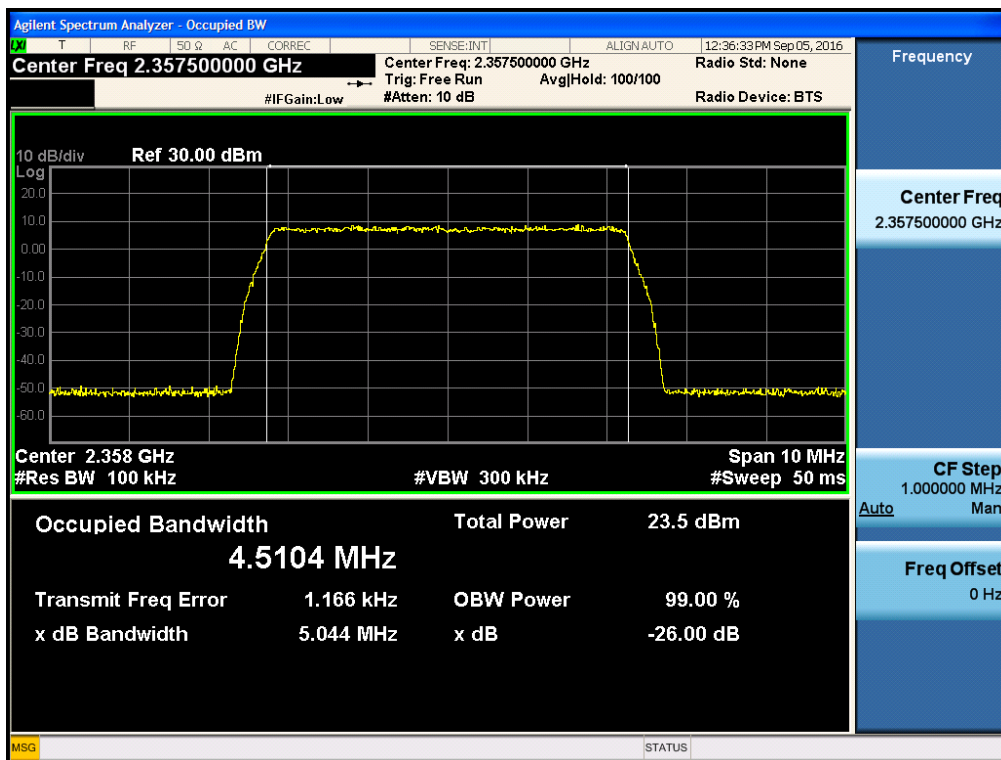 Agilent Spectrum Analyzer - Occupied BW
LXI T RF 50 Ω AC CORREC SENSE:INT ALIGN AUTO 12:36:33 PM Sep 05, 2016
Center Freq 2.357500000 GHz
Center Freq: 2.357500000 GHz
Radio Std: None
Trig: Free Run Avg|Hold: 100/100
#IFGain:Low
#Atten: 10 dB
Radio Device: BTS
10 dB/div Ref 30.00 dBm
Log
20.0
10.0
0.00
-10.0
-20.0
-30.0
-40.0
-50.0
-60.0
Center 2.358 GHz Span 10 MHz
#Res BW 100 kHz #VBW 300 kHz #Sweep 50 ms
Occupied Bandwidth Total Power 23.5 dBm
4.5104 MHz
Transmit Freq Error 1.166 kHz OBW Power 99.00 %
x dB Bandwidth 5.044 MHz x dB -26.00 dB
Frequency
Center Freq
2.357500000 GHz
CF Step
1.000000 MHz
Auto Man
Freq Offset
0 Hz
MSG STATUS